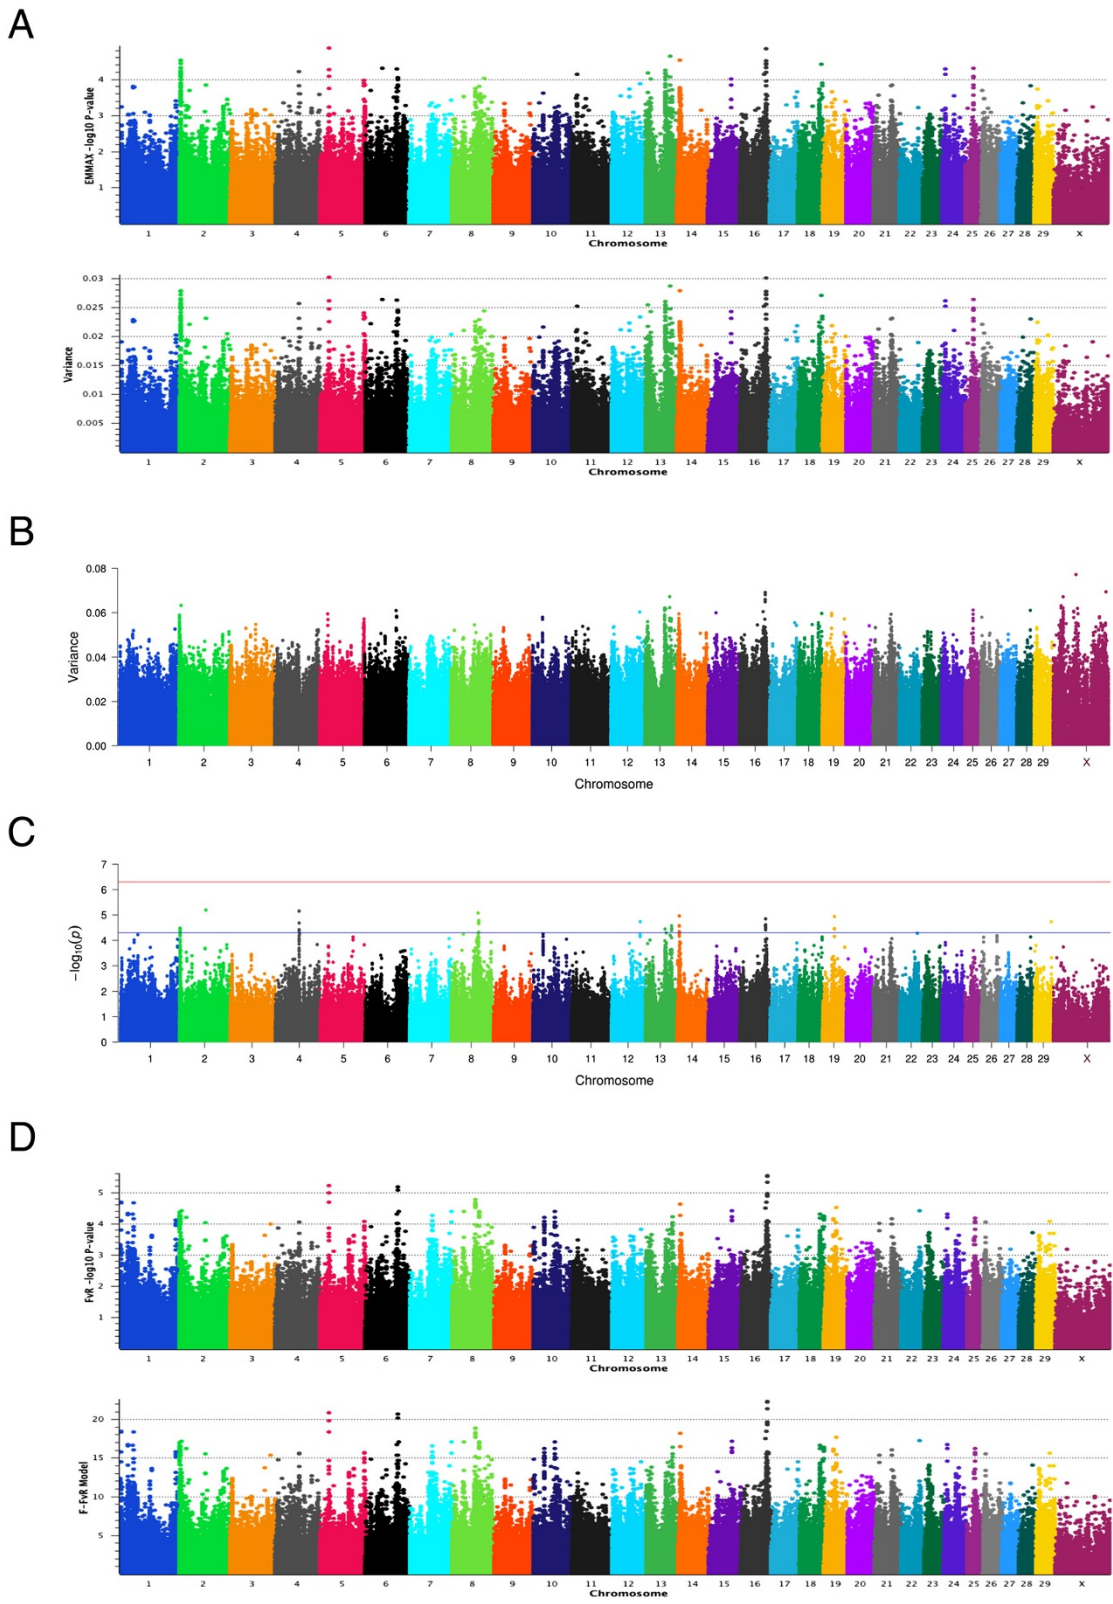 A
EMMAX -log10 P-value
4
3
2
1
1 2 3 4 5 6 7 8 9 10 11 12 13 14 15 16 17 18 19 20 21 22 23 24 25 26 27 28 29 X
Chromosome
Variance
0.03
0.025
0.02
0.015
0.01
0.005
1 2 3 4 5 6 7 8 9 10 11 12 13 14 15 16 17 18 19 20 21 22 23 24 25 26 27 28 29 X
Chromosome
B
Variance
0.08
0.06
0.04
0.02
0.00
1 2 3 4 5 6 7 8 9 10 11 12 13 14 15 16 17 18 19 20 21 22 23 24 25 26 27 28 29 X
Chromosome
C
−log10(p)
7
6
5
4
3
2
1
0
1 2 3 4 5 6 7 8 9 10 11 12 13 14 15 16 17 18 19 20 21 22 23 24 25 26 27 28 29 X
Chromosome
D
FvR -log10 P-value
5
4
3
2
1
1 2 3 4 5 6 7 8 9 10 11 12 13 14 15 16 17 18 19 20 21 22 23 24 25 26 27 28 29 X
Chromosome
F-FvR Model
20
15
10
5
1 2 3 4 5 6 7 8 9 10 11 12 13 14 15 16 17 18 19 20 21 22 23 24 25 26 27 28 29 X
Chromosome